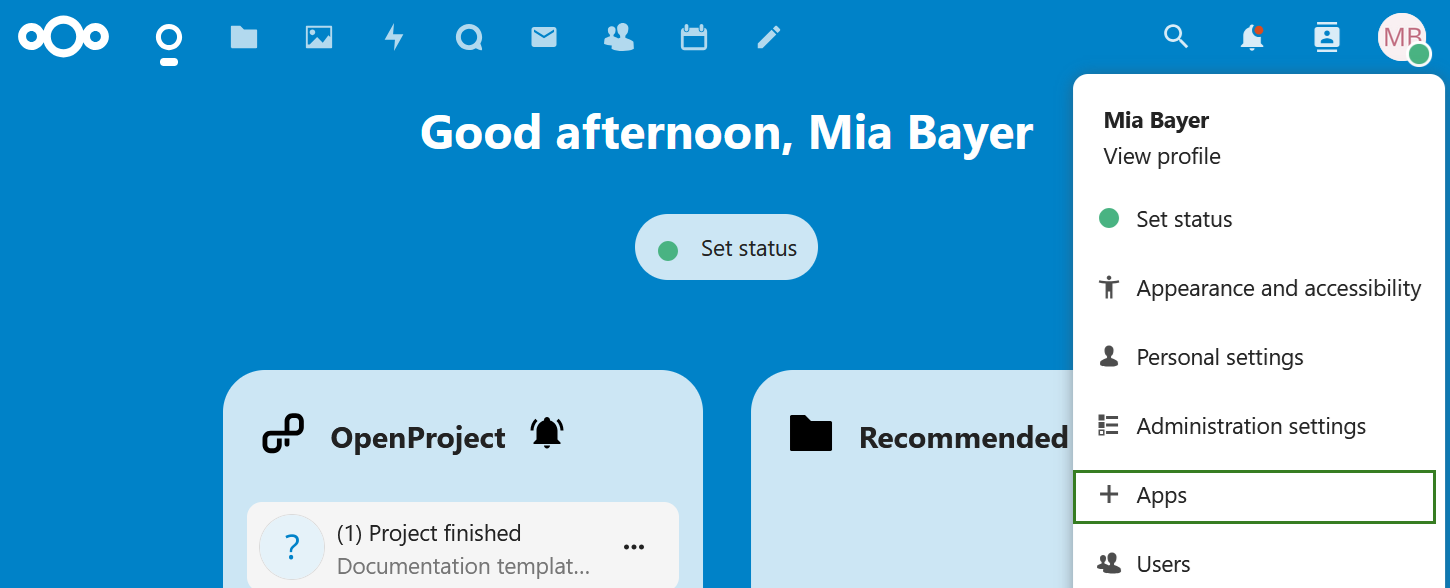 MB
Good afternoon, Mia Bayer
Set status
OpenProject
(1) Project finished
Documentation templat...
?
Recommended
Mia Bayer
View profile
Set status
Appearance and accessibility
Personal settings
Administration settings
Apps
Users